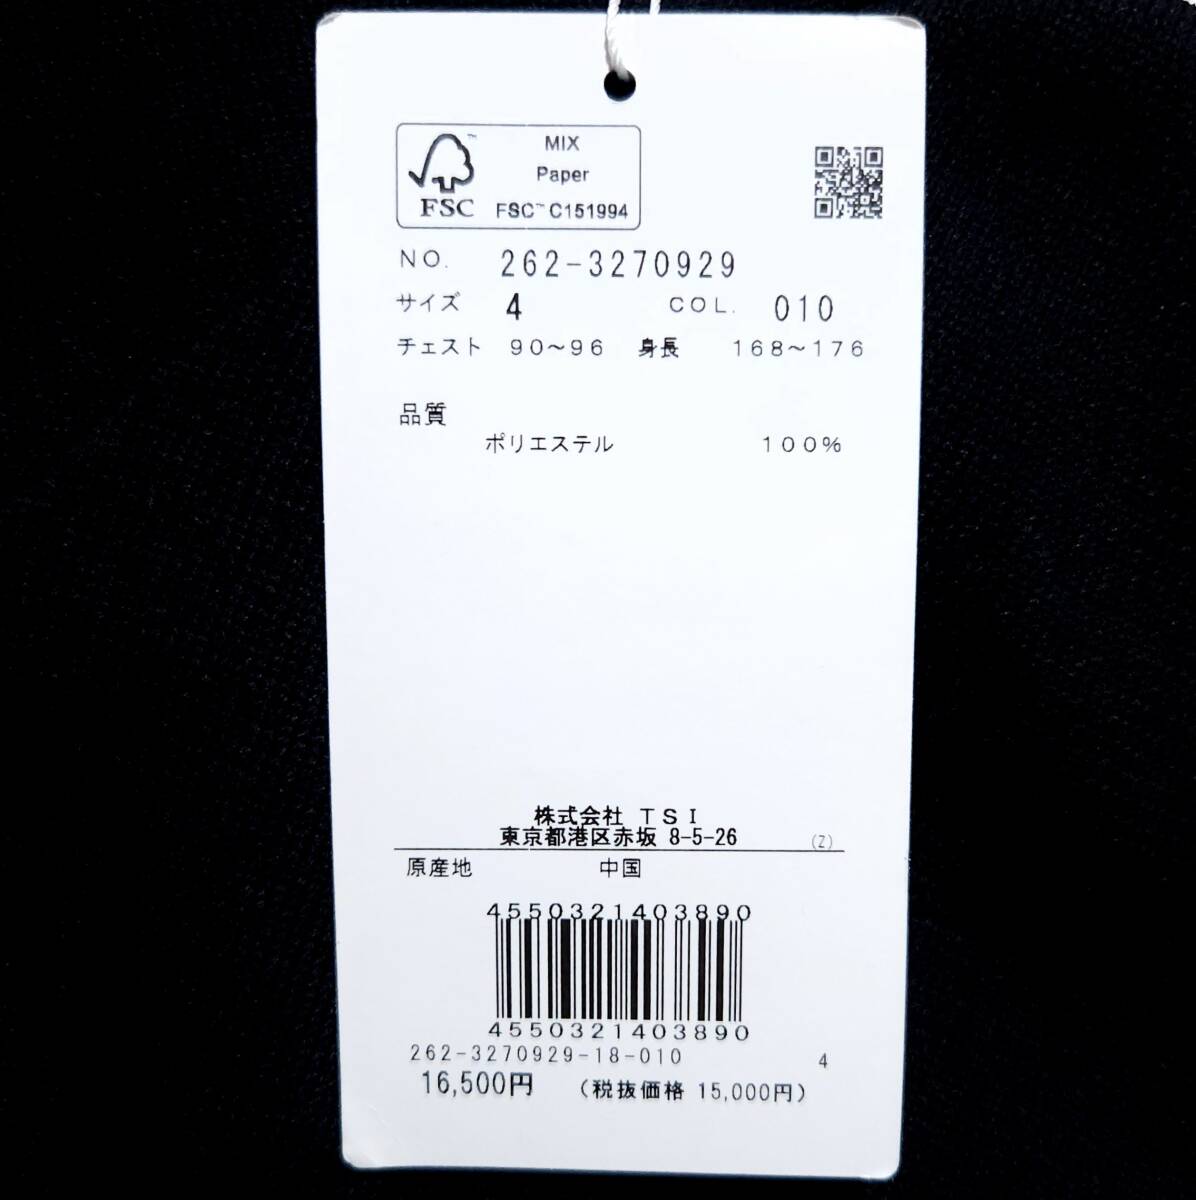 MIX
Paper
FSC™ C151994
FSC™
NO. 262-3270929
サイズ 4 COL. 010
チェスト 90～96 身長 168～176
品質
ポリエステル 100%
株式会社 TSI
東京都港区赤坂 8-5-26 (Z)
原産地 中国
4550321403890
4550321403890
262-3270929-18-010 4
16,500円 (税抜価格 15,000円)